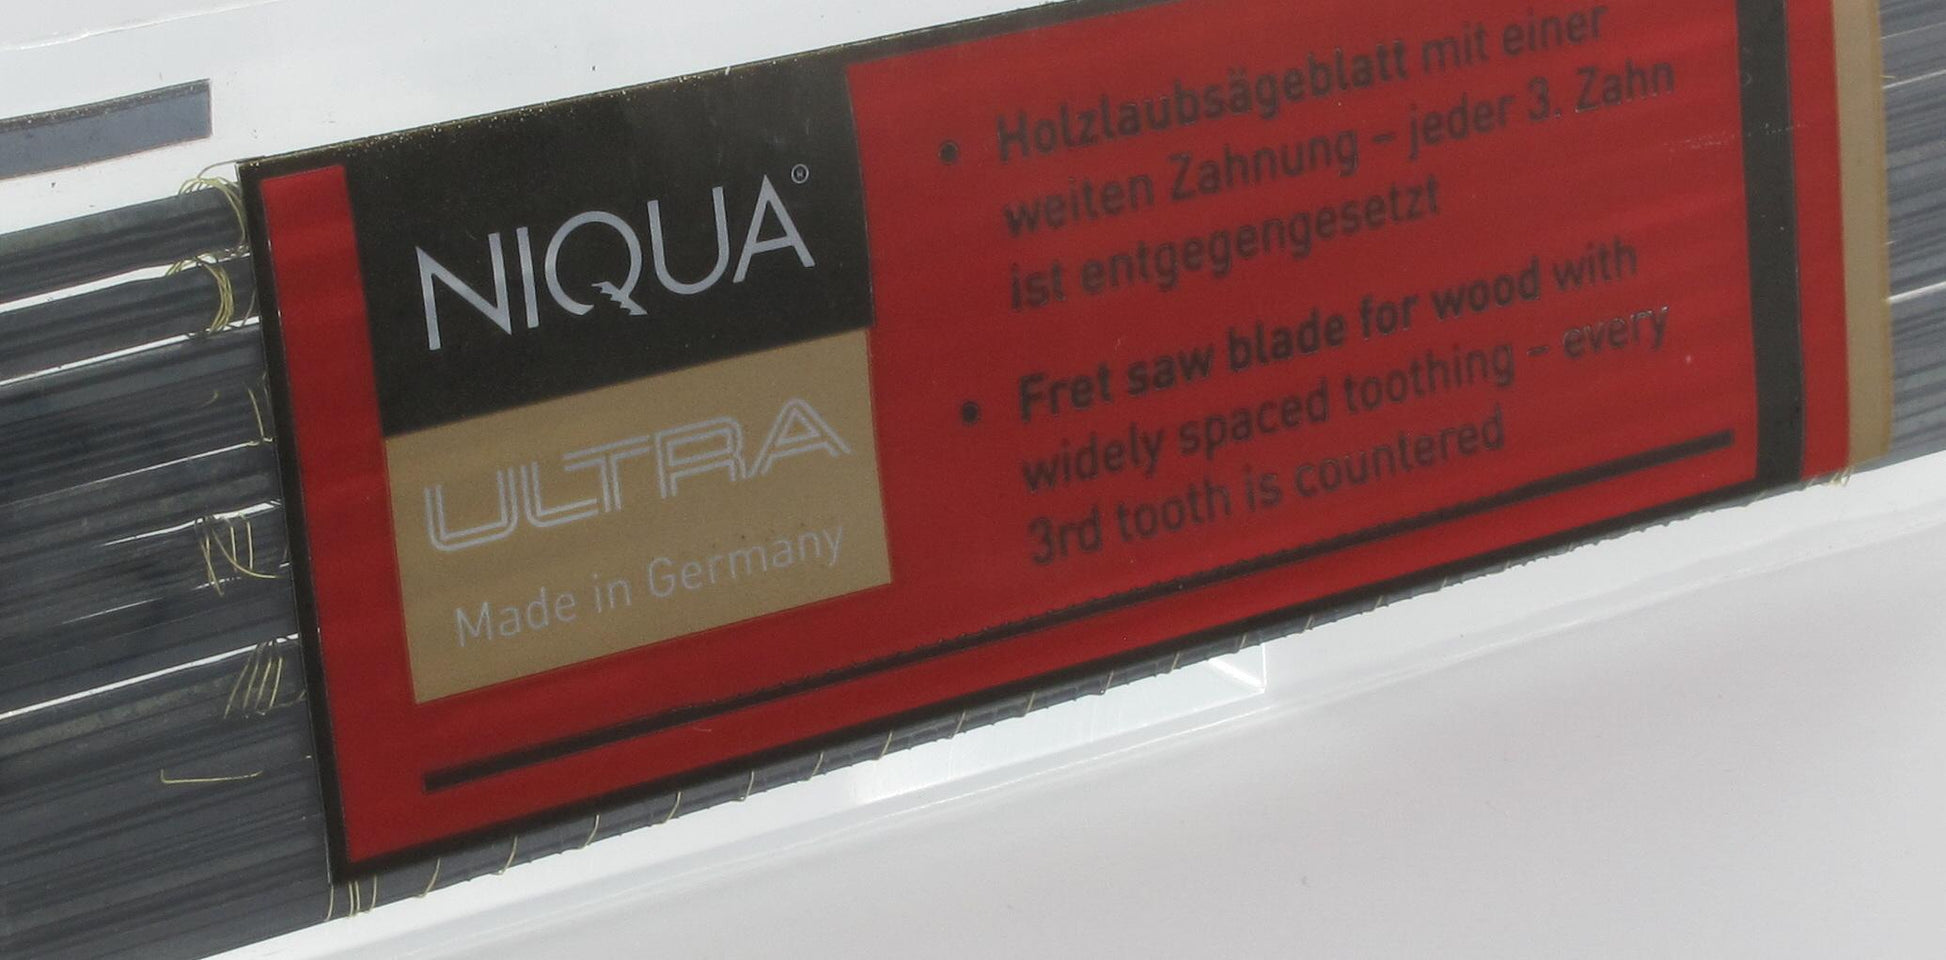 NIQUA®
ULTRA
Made in Germany
• Holzlaubsägeblatt mit einer
weiten Zahnung – jeder 3. Zahn
ist entgegengesetzt
• Fret saw blade for wood with
widely spaced toothing – every
3rd tooth is countered